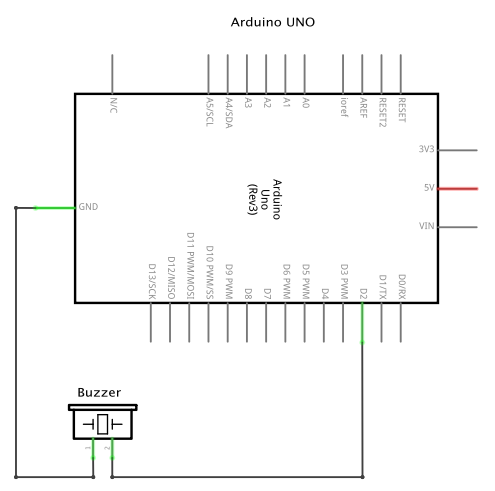 Arduino UNO
N/C
A5/SCL
A4/SDA
A3
A2
A1
A0
ioref
AREF
RESET2
RESET
3V3
5V
VIN
GND
Arduino
Uno
(Rev3)
D13/SCK
D12/MISO
D11 PWM/MOSI
D10 PWM/SS
D9 PWM
D8
D7
D6 PWM
D5 PWM
D4
D3 PWM
D2
D1/TX
D0/RX
Buzzer
1
2